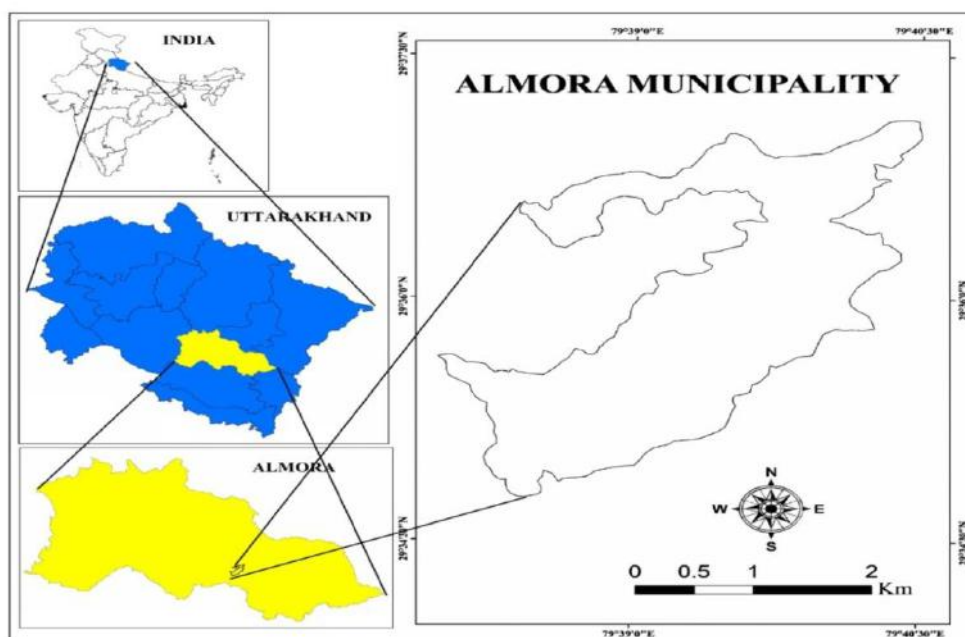 INDIA
UTTARAKHAND
ALMORA
79°39'0"E
79°40'30"E
ALMORA MUNICIPALITY
N
W
E
S
0 0.5 1 2
Km
79°39'0"E
79°40'30"E